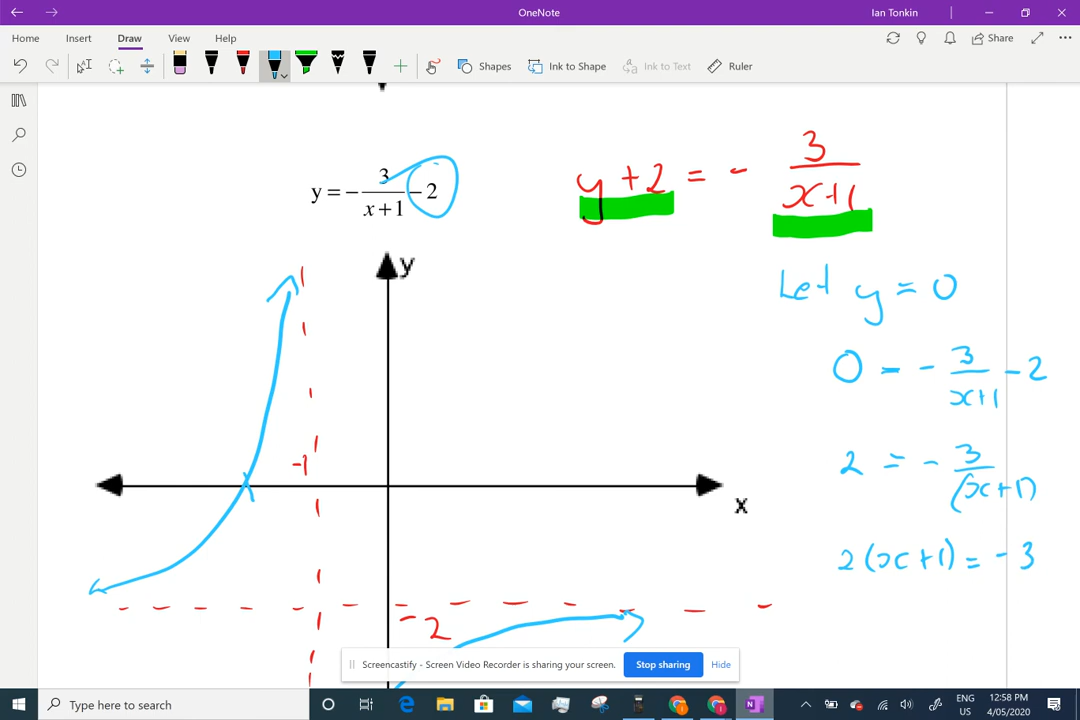 OneNote
Ian Tonkin
Home Insert Draw View Help
Share
Shapes
Ink to Shape
Ink to Text
Ruler
y = - 3/(x+1) - 2
y + 2 = - 3/(x+1)
y
Let y = 0
0 = - 3/(x+1) - 2
-1
2 = - 3/(x+1)
x
2(x+1) = -3
-2
Screencastify - Screen Video Recorder is sharing your screen.
Stop sharing
Hide
Type here to search
ENG
US
12:58 PM
4/05/2020